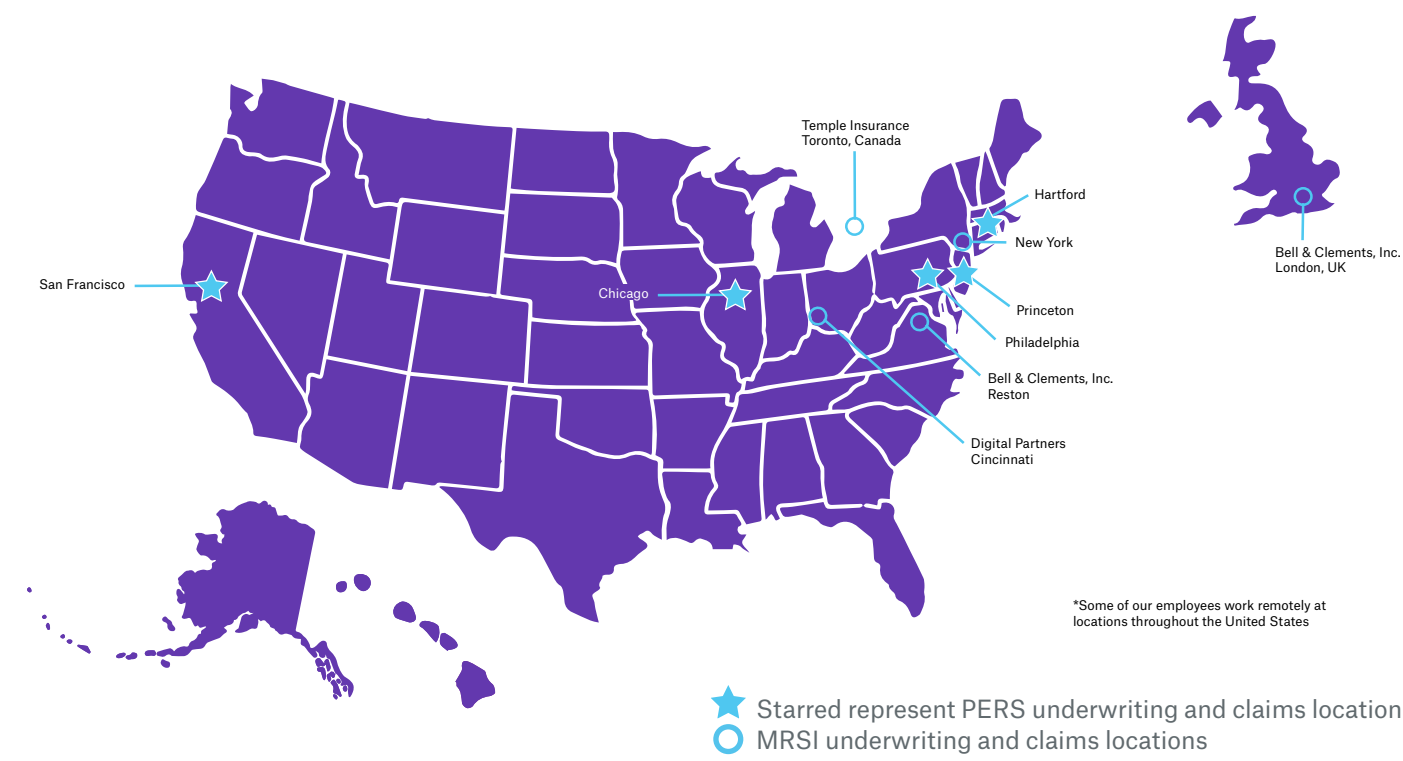 Temple Insurance
Toronto, Canada
Hartford
New York
Bell & Clements, Inc.
London, UK
San Francisco
Chicago
Princeton
Philadelphia
Bell & Clements, Inc.
Reston
Digital Partners
Cincinnati
*Some of our employees work remotely at
locations throughout the United States
Starred represent PERS underwriting and claims location
MRSI underwriting and claims locations